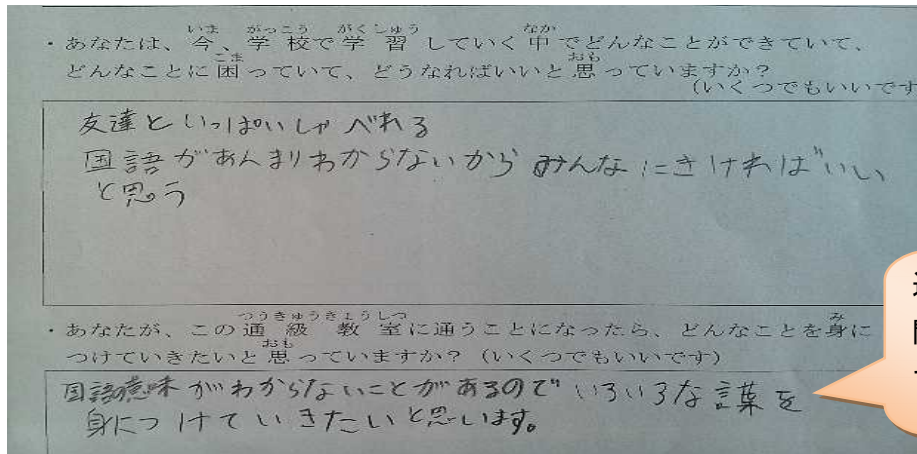 ・あなたは、今、学校で学習していく中でどんなことができていて、
どんなことに困っていて、どうなればいいと思っていますか?
(いくつでもいいです
友達といっぱいしゃべれる
国語があんまりわからないからみんなにきければいい
と思う
・あなたが、この通級教室に通うことになったら、どんなことを身に
つけていきたいと思っていますか?(いくつでもいいです)
国語の意味がわからないことがあるのでいろいろな言葉を
身につけていきたいと思います。